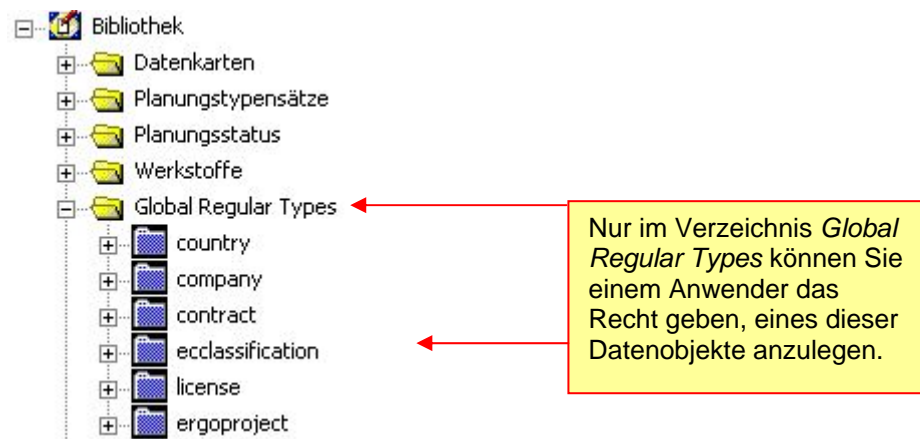 Bibliothek
Datenkarten
Planungstypensätze
Planungsstatus
Werkstoffe
Global Regular Types
country
company
contract
ecclassification
license
ergoproject
Nur im Verzeichnis Global
Regular Types können Sie
einem Anwender das
Recht geben, eines dieser
Datenobjekte anzulegen.